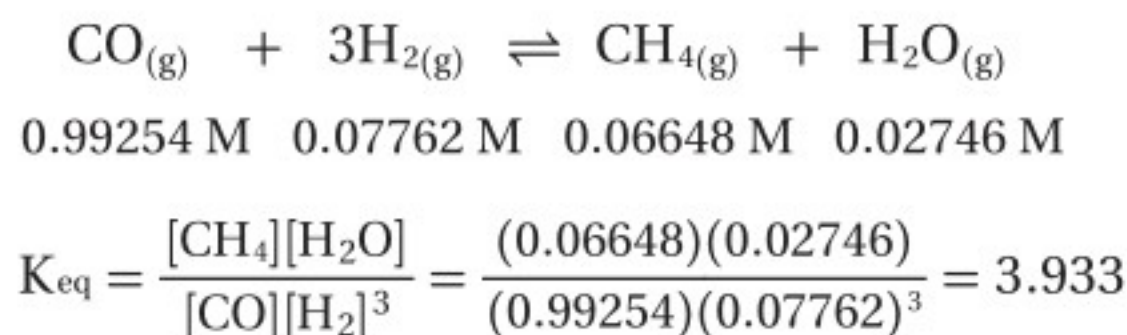 CO(g) + 3H₂(g) ⇌ CH₄(g) + H₂O(g)
0.99254 M 0.07762 M 0.06648 M 0.02746 M
Keq = [CH₄][H₂O] / [CO][H₂]³ = (0.06648)(0.02746) / (0.99254)(0.07762)³ = 3.933